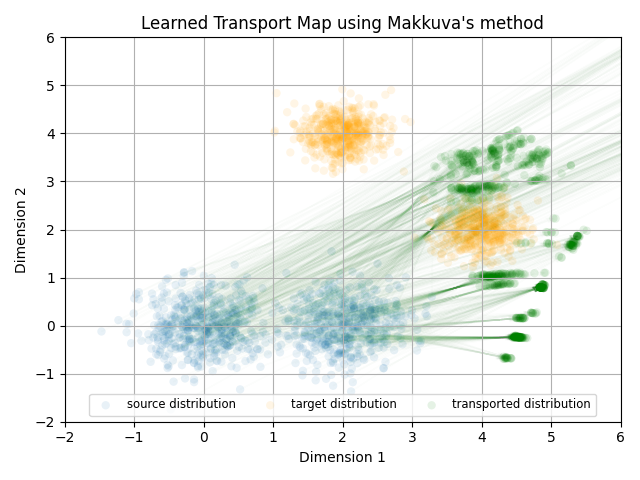 Learned Transport Map using Makkuva's method
6
5
4
3
2
1
0
−1
−2
Dimension 2
source distribution target distribution transported distribution
−2 −1 0 1 2 3 4 5 6
Dimension 1